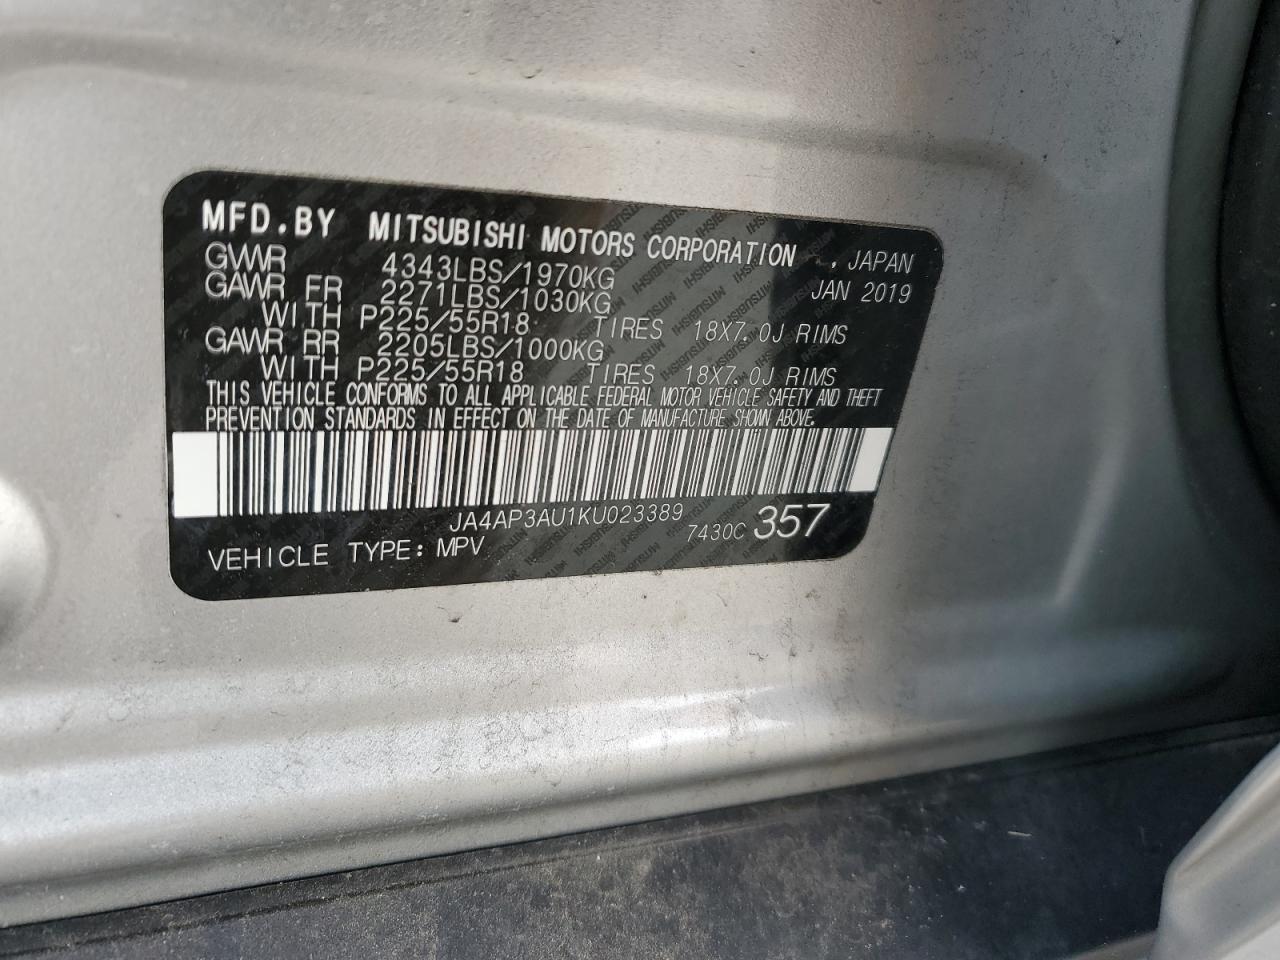 MFD.BY MITSUBISHI MOTORS CORPORATION, JAPAN
GVWR 4343LBS/1970KG JAN 2019
GAWR FR 2271LBS/1030KG
WITH P225/55R18 TIRES 18X7.0J RIMS
GAWR RR 2205LBS/1000KG
WITH P225/55R18 TIRES 18X7.0J RIMS
THIS VEHICLE CONFORMS TO ALL APPLICABLE FEDERAL MOTOR VEHICLE SAFETY AND THEFT
PREVENTION STANDARDS IN EFFECT ON THE DATE OF MANUFACTURE SHOWN ABOVE.
JA4AP3AU1KU023389
7430C 357
VEHICLE TYPE: MPV